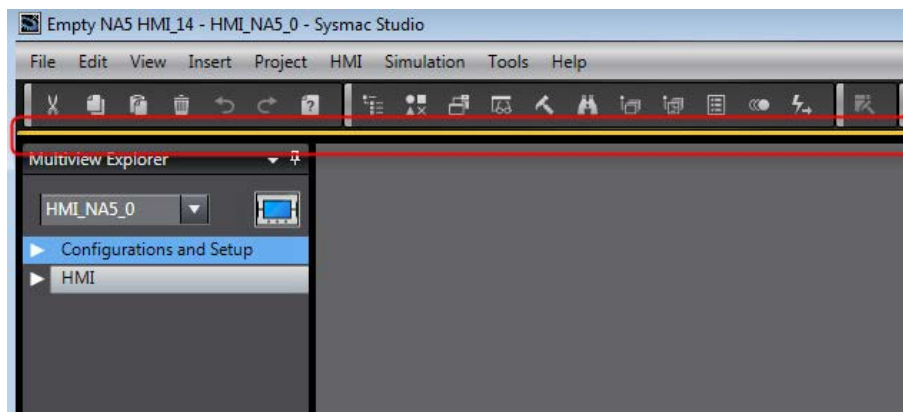 Empty NA5 HMI_14 - HMI_NA5_0 - Sysmac Studio
File Edit View Insert Project HMI Simulation Tools Help
Multiview Explorer
HMI_NA5_0
Configurations and Setup
HMI